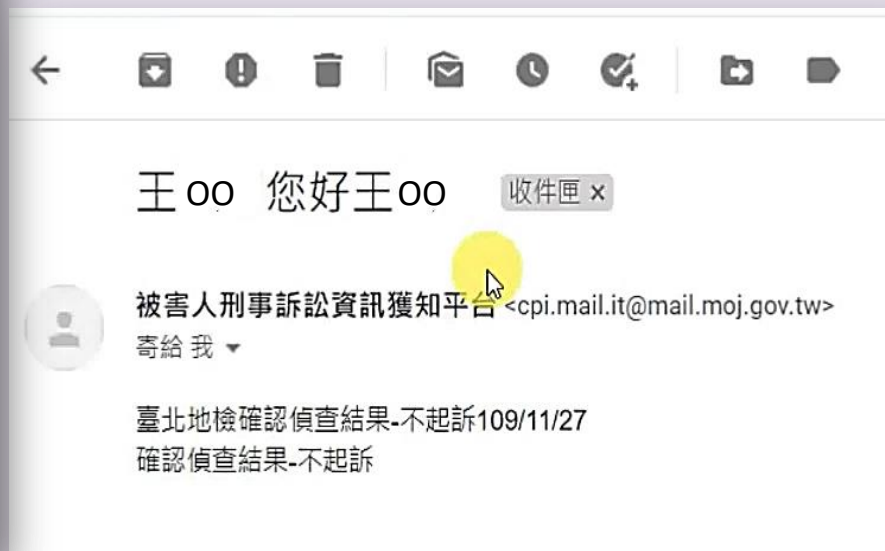 王oo 您好王oo 收件匣 ×
被害人刑事訴訟資訊獲知平台 <cpi.mail.it@mail.moj.gov.tw>
寄給 我
臺北地檢確認偵查結果-不起訴109/11/27
確認偵查結果-不起訴